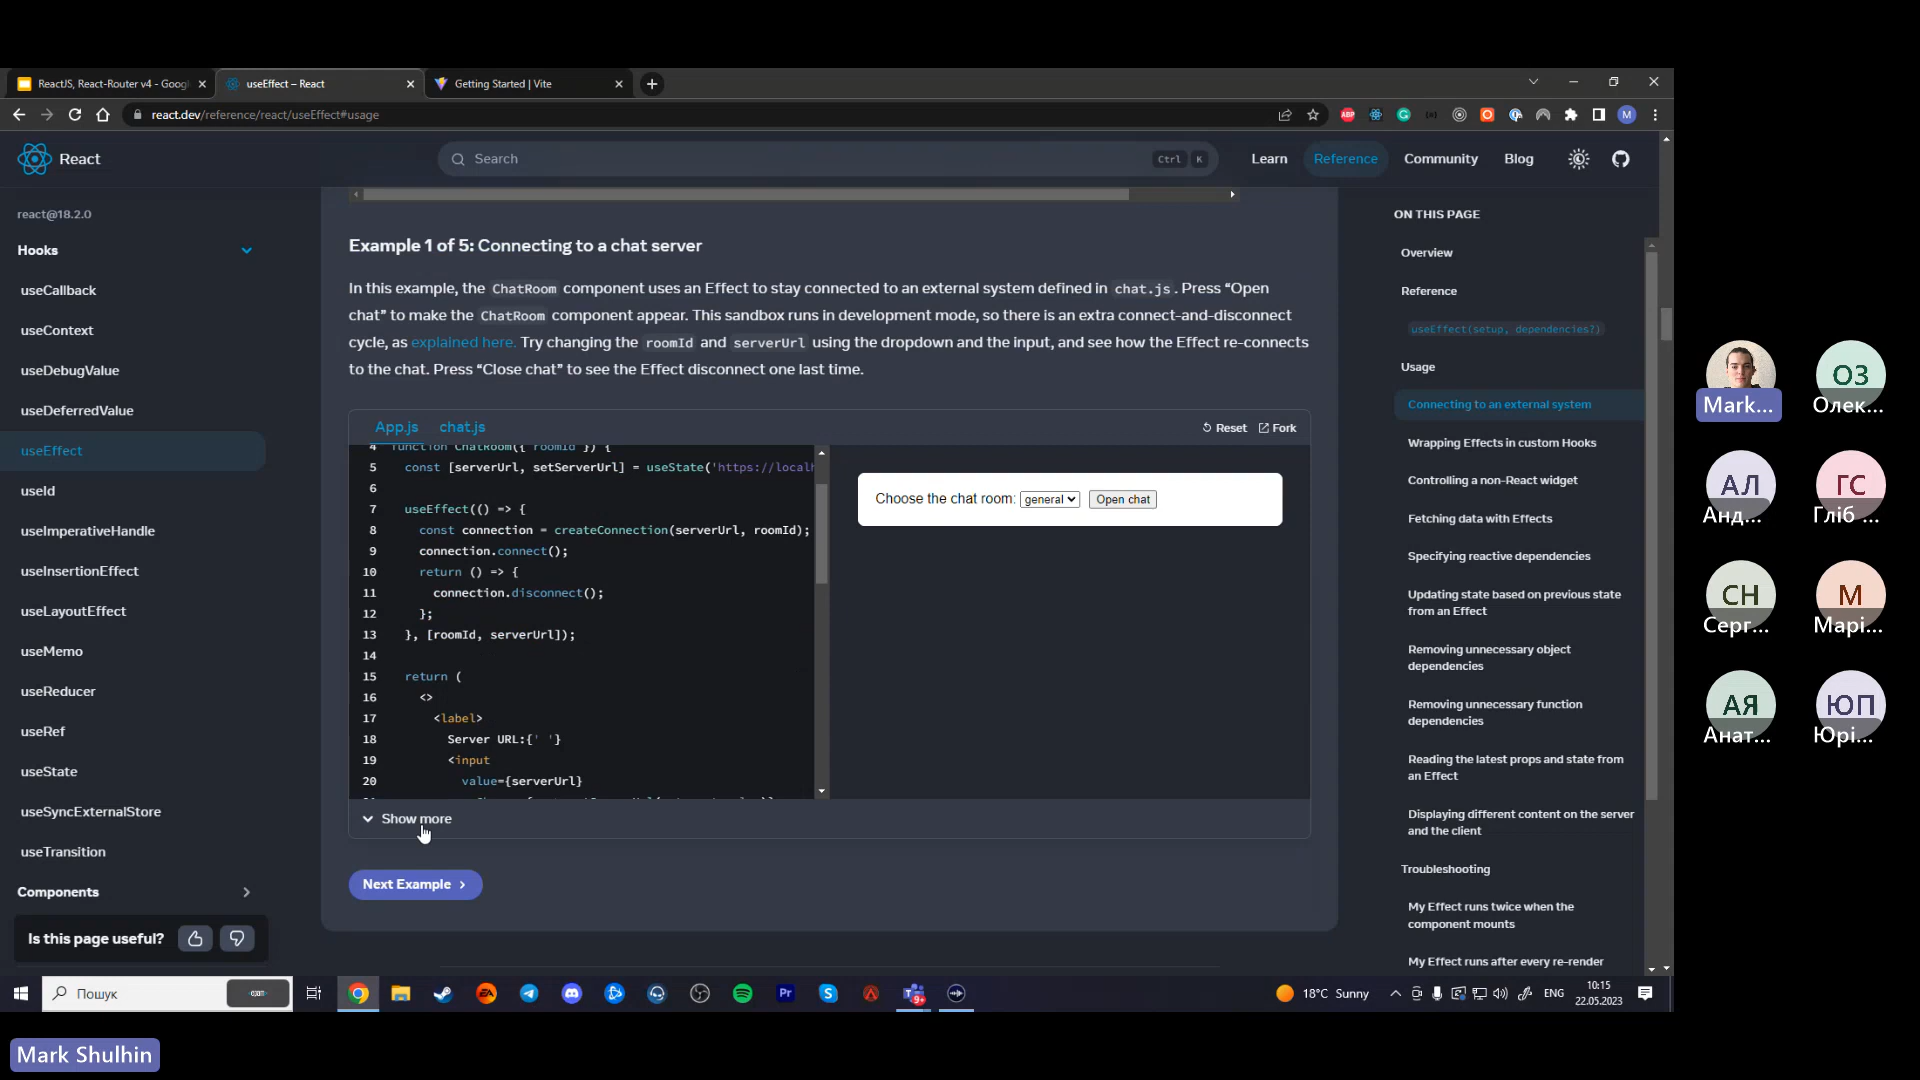 ReactJS, React-Router v4 - Googl
useEffect – React
Getting Started | Vite
react.dev/reference/react/useEffect#usage
ABP
M
React
Search
Ctrl K
Learn
Reference
Community
Blog
react@18.2.0
Hooks
useCallback
useContext
useDebugValue
useDeferredValue
useEffect
useId
useImperativeHandle
useInsertionEffect
useLayoutEffect
useMemo
useReducer
useRef
useState
useSyncExternalStore
useTransition
Components
Is this page useful?
Example 1 of 5: Connecting to a chat server
In this example, the ChatRoom component uses an Effect to stay connected to an external system defined in chat.js. Press “Open
chat” to make the ChatRoom component appear. This sandbox runs in development mode, so there is an extra connect-and-disconnect
cycle, as explained here. Try changing the roomId and serverUrl using the dropdown and the input, and see how the Effect re-connects
to the chat. Press “Close chat” to see the Effect disconnect one last time.
App.js
chat.js
Reset
Fork
4 function ChatRoom({ roomId }) {
5 const [serverUrl, setServerUrl] = useState('https://localh
6
7 useEffect(() => {
8 const connection = createConnection(serverUrl, roomId);
9 connection.connect();
10 return () => {
11 connection.disconnect();
12 };
13 }, [roomId, serverUrl]);
14
15 return (
16 <>
17 <label>
18 Server URL:{' '}
19 <input
20 value={serverUrl}
Choose the chat room: general Open chat
Show more
Next Example
ON THIS PAGE
Overview
Reference
useEffect(setup, dependencies?)
Usage
Connecting to an external system
Wrapping Effects in custom Hooks
Controlling a non-React widget
Fetching data with Effects
Specifying reactive dependencies
Updating state based on previous state
from an Effect
Removing unnecessary object
dependencies
Removing unnecessary function
dependencies
Reading the latest props and state from
an Effect
Displaying different content on the server
and the client
Troubleshooting
My Effect runs twice when the
component mounts
My Effect runs after every re-render
Mark...
ОЗ
Олек...
АЛ
Анд...
ГС
Гліб ...
СН
Серг...
М
Марі...
АЯ
Анат...
ЮП
Юрі...
Пошук
EA
Pr
9+
18°C Sunny
ENG
10:15
22.05.2023
Mark Shulhin